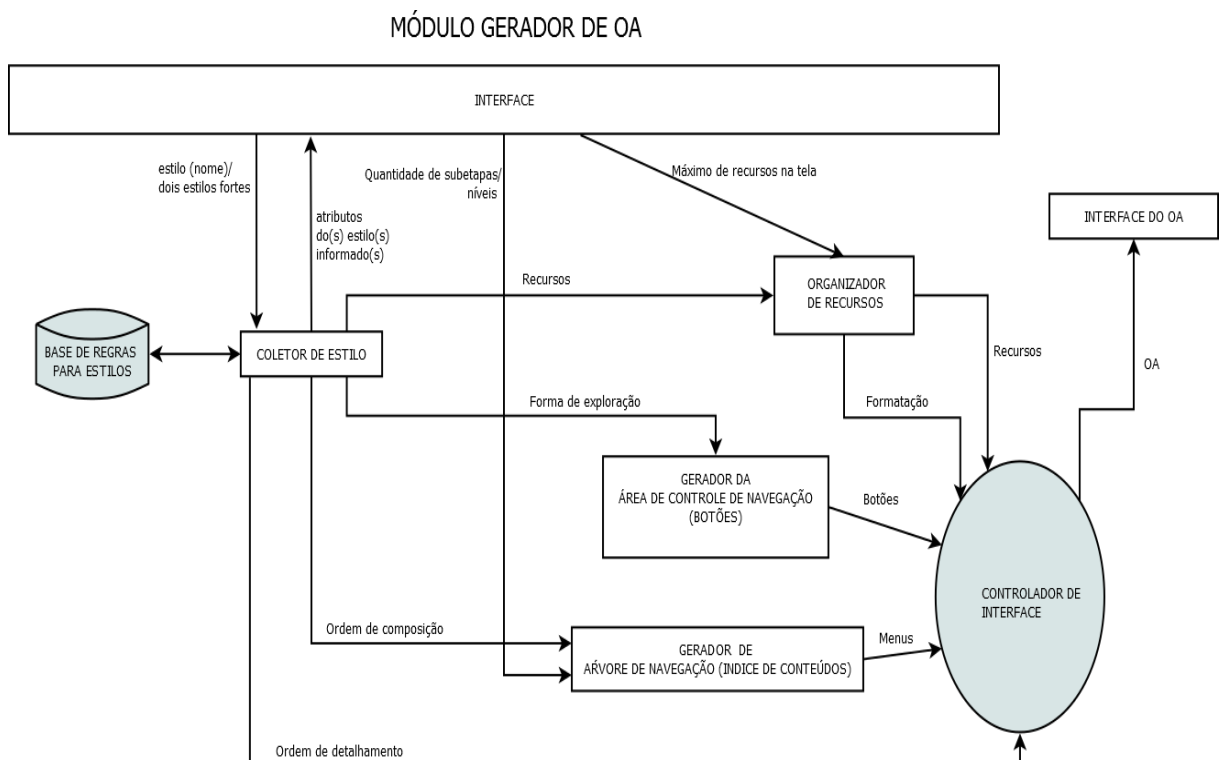 MÓDULO GERADOR DE OA
INTERFACE
estilo (nome)/
dois estilos fortes
atributos
do(s) estilo(s)
informado(s)
Quantidade de subetapas/
níveis
Máximo de recursos na tela
INTERFACE DO OA
Recursos
ORGANIZADOR
DE RECURSOS
BASE DE REGRAS
PARA ESTILOS
COLETOR DE ESTILO
Recursos
OA
Forma de exploração
Formatação
GERADOR DA
ÁREA DE CONTROLE DE NAVEGAÇÃO
(BOTÕES)
Botões
CONTROLADOR DE
INTERFACE
Ordem de composição
GERADOR DE
AŔVORE DE NAVEGAÇÃO (INDICE DE CONTEÚDOS)
Menus
Ordem de detalhamento